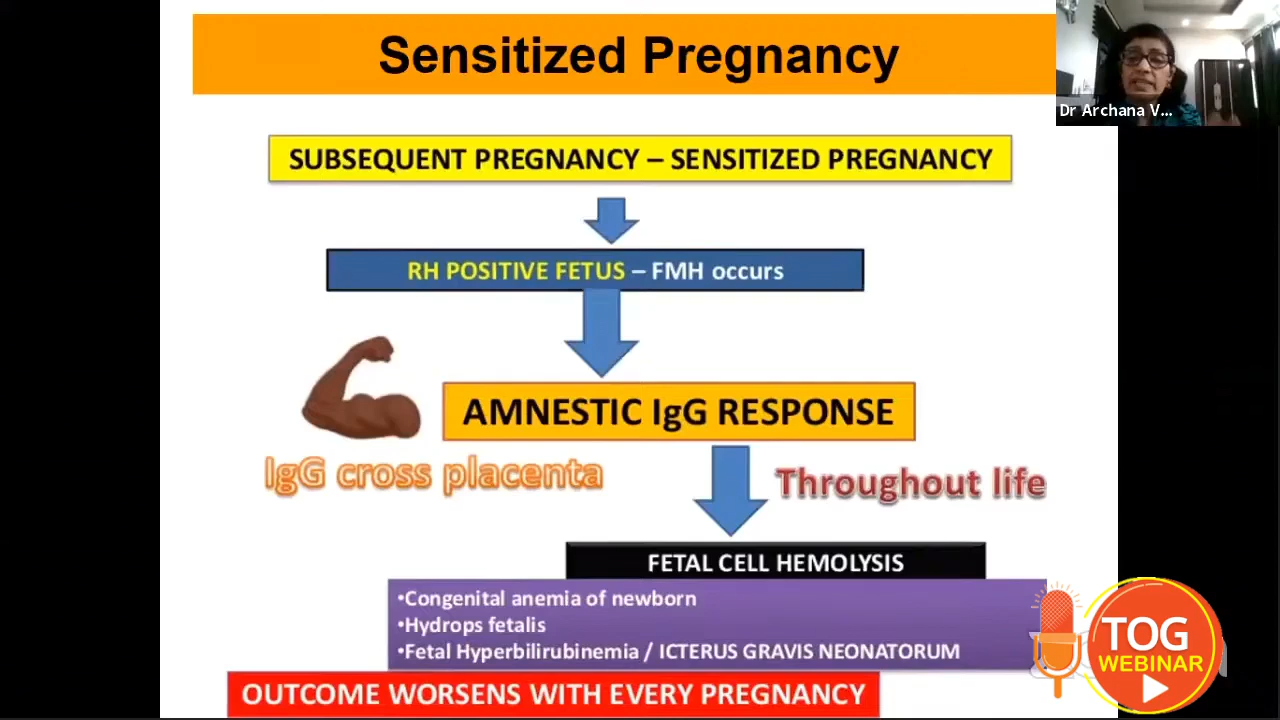 Sensitized Pregnancy
Dr Archana V...
SUBSEQUENT PREGNANCY – SENSITIZED PREGNANCY
RH POSITIVE FETUS – FMH occurs
AMNESTIC IgG RESPONSE
IgG cross placenta
Throughout life
FETAL CELL HEMOLYSIS
•Congenital anemia of newborn
•Hydrops fetalis
•Fetal Hyperbilirubinemia / ICTERUS GRAVIS NEONATORUM
OUTCOME WORSENS WITH EVERY PREGNANCY
TOG
WEBINAR